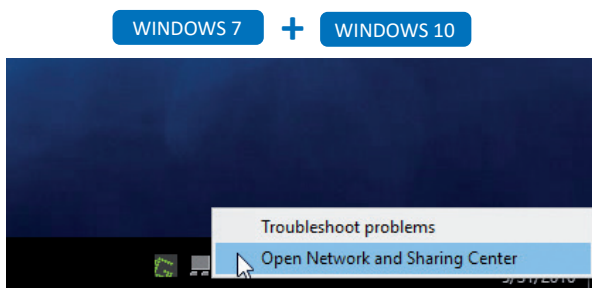 WINDOWS 7 + WINDOWS 10
Troubleshoot problems
Open Network and Sharing Center